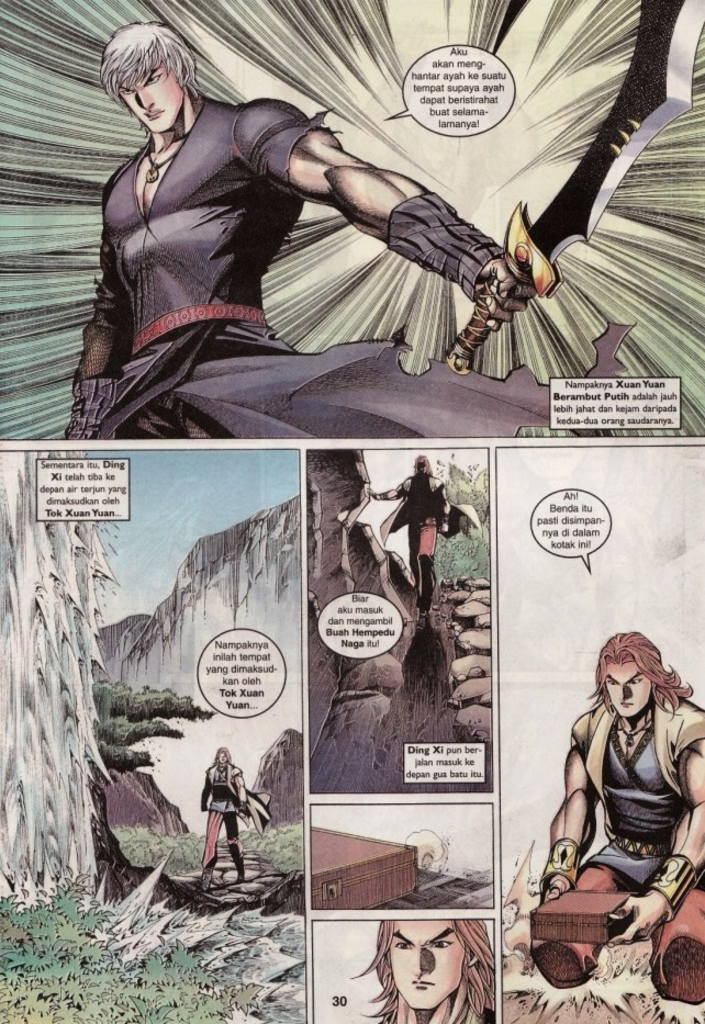 Aku
akan meng-
hantar ayah ke suatu
tempat supaya ayah
dapat beristirahat
buat selama-
lamanya!
Nampaknya Xuan Yuan
Berambut Putih adalah jauh
lebih jahat dan kejam daripada
kedua-dua orang saudaranya.
Sementara itu, Ding
Xi telah tiba ke
depan air terjun yang
dimaksudkan oleh
Tok Xuan Yuan...
Nampaknya
inilah tempat
yang dimaksud-
kan oleh
Tok Xuan
Yuan...
Biar
aku masuk
dan mengambil
Buah Hempedu
Naga itu!
Ding Xi pun ber-
jalan masuk ke
depan gua batu itu.
Ah!
Benda itu
pasti disimpan-
nya di dalam
kotak ini!
30